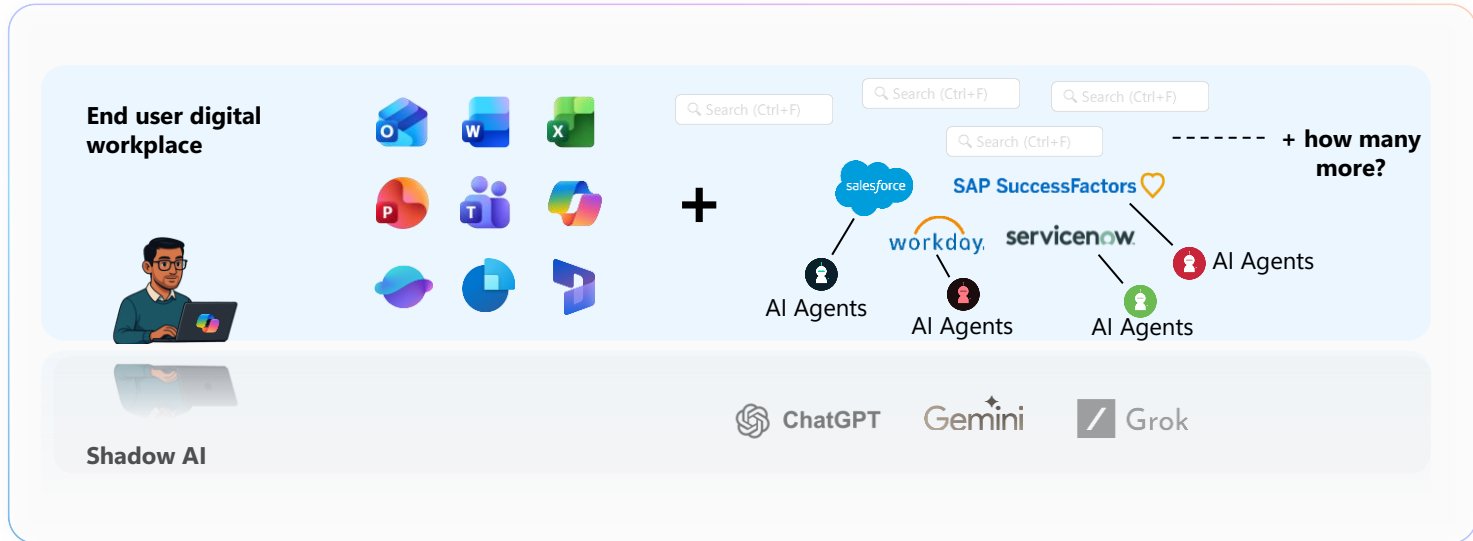 End user digital
workplace
O
W
X
P
T
+
Search (Ctrl+F)
Search (Ctrl+F)
Search (Ctrl+F)
Search (Ctrl+F)
+ how many
more?
salesforce
SAP SuccessFactors
workday.
servicenow.
AI Agents
AI Agents
AI Agents
AI Agents
Shadow AI
ChatGPT
Gemini
Grok